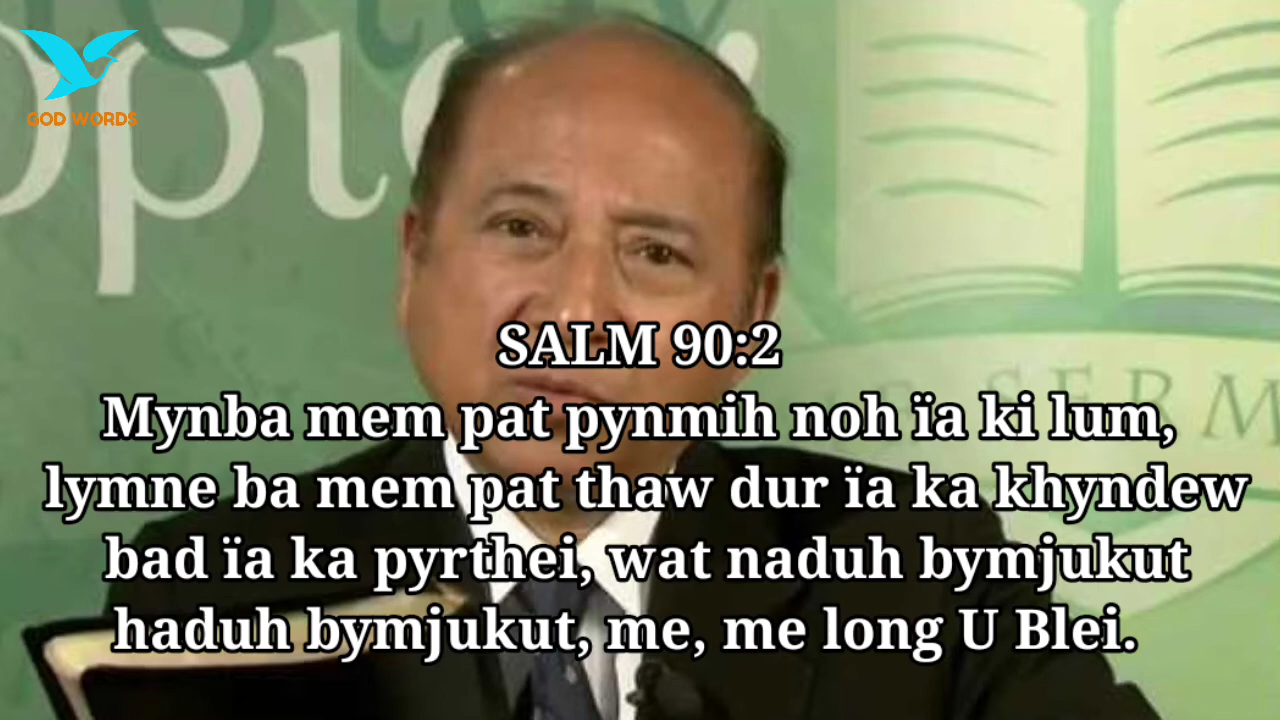 GOD WORDS
SALM 90:2
Mynba mem pat pynmih noh ïa ki lum,
lymne ba mem pat thaw dur ïa ka khyndew
bad ïa ka pyrthei, wat naduh bymjukut
haduh bymjukut, me, me long U Blei.